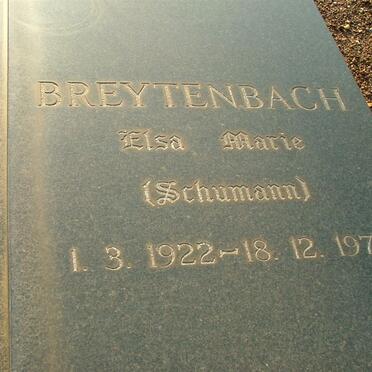 BREYTENBACH
Elsa Marie
(Schumann)
1. 3. 1922 - 18. 12. 197